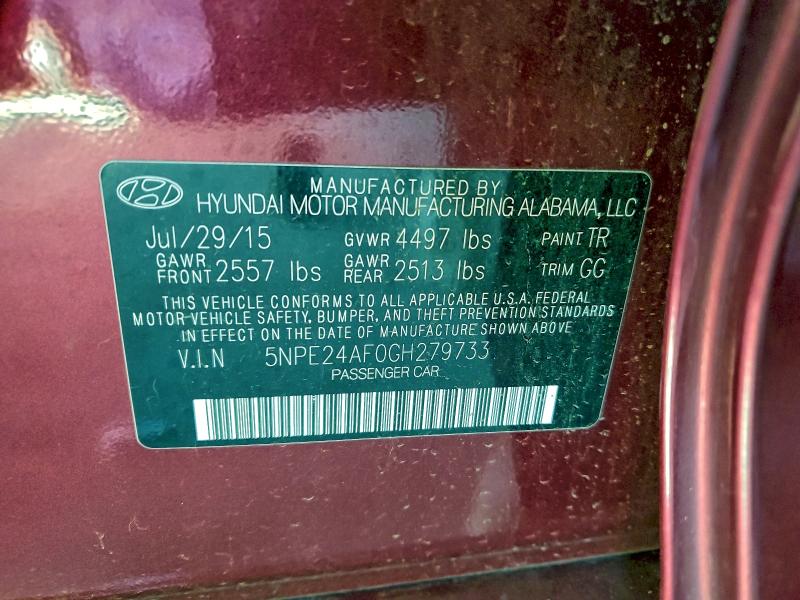 MANUFACTURED BY
HYUNDAI MOTOR MANUFACTURING ALABAMA, LLC
Jul/29/15 GVWR 4497 lbs PAINT TR
GAWR FRONT 2557 lbs GAWR REAR 2513 lbs TRIM GG
THIS VEHICLE CONFORMS TO ALL APPLICABLE U.S.A. FEDERAL
MOTOR VEHICLE SAFETY, BUMPER, AND THEFT PREVENTION STANDARDS
IN EFFECT ON THE DATE OF MANUFACTURE SHOWN ABOVE
V.I.N 5NPE24AF0GH279733
PASSENGER CAR